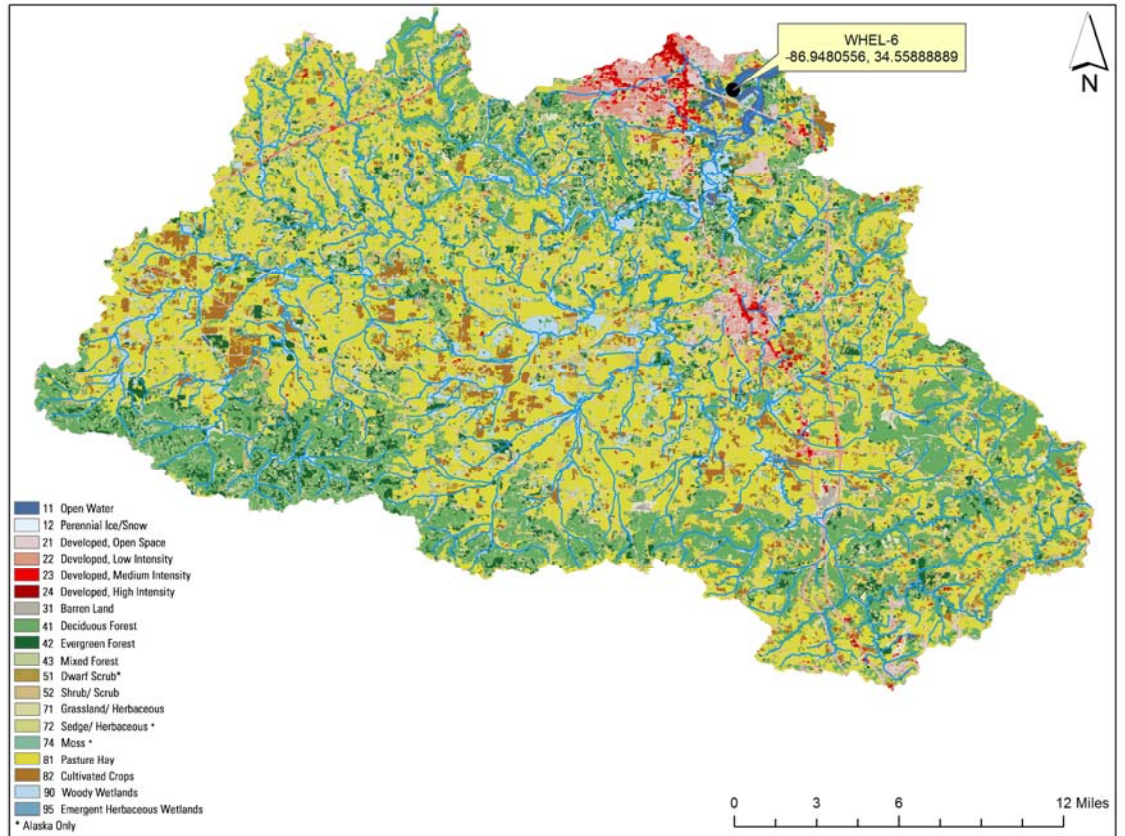 WHEL-6
-86.9480556, 34.55888889
N
11 Open Water
12 Perennial Ice/Snow
21 Developed, Open Space
22 Developed, Low Intensity
23 Developed, Medium Intensity
24 Developed, High Intensity
31 Barren Land
41 Deciduous Forest
42 Evergreen Forest
43 Mixed Forest
51 Dwarf Scrub*
52 Shrub/ Scrub
71 Grassland/ Herbaceous
72 Sedge/ Herbaceous *
74 Moss *
81 Pasture Hay
82 Cultivated Crops
90 Woody Wetlands
95 Emergent Herbaceous Wetlands
* Alaska Only
0 3 6 12 Miles